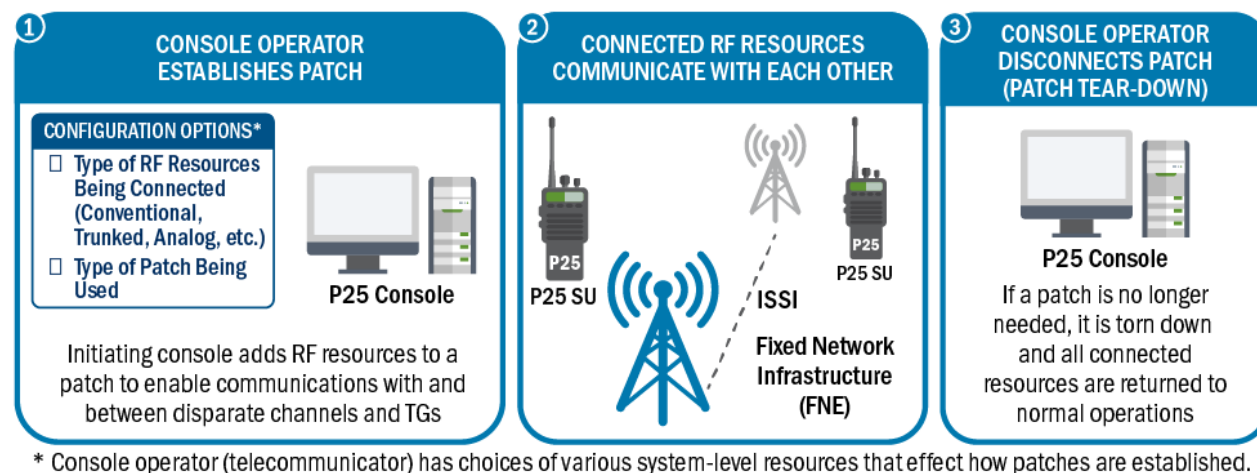 1
CONSOLE OPERATOR
ESTABLISHES PATCH
CONFIGURATION OPTIONS*
☐ Type of RF Resources
Being Connected
(Conventional,
Trunked, Analog, etc.)
☐ Type of Patch Being
Used
P25 Console
Initiating console adds RF resources to a
patch to enable communications with and
between disparate channels and TGs
2
CONNECTED RF RESOURCES
COMMUNICATE WITH EACH OTHER
P25
P25 SU
P25
P25 SU
ISSI
Fixed Network
Infrastructure
(FNE)
3
CONSOLE OPERATOR
DISCONNECTS PATCH
(PATCH TEAR-DOWN)
P25 Console
If a patch is no longer
needed, it is torn down
and all connected
resources are returned to
normal operations
* Console operator (telecommunicator) has choices of various system-level resources that effect how patches are established